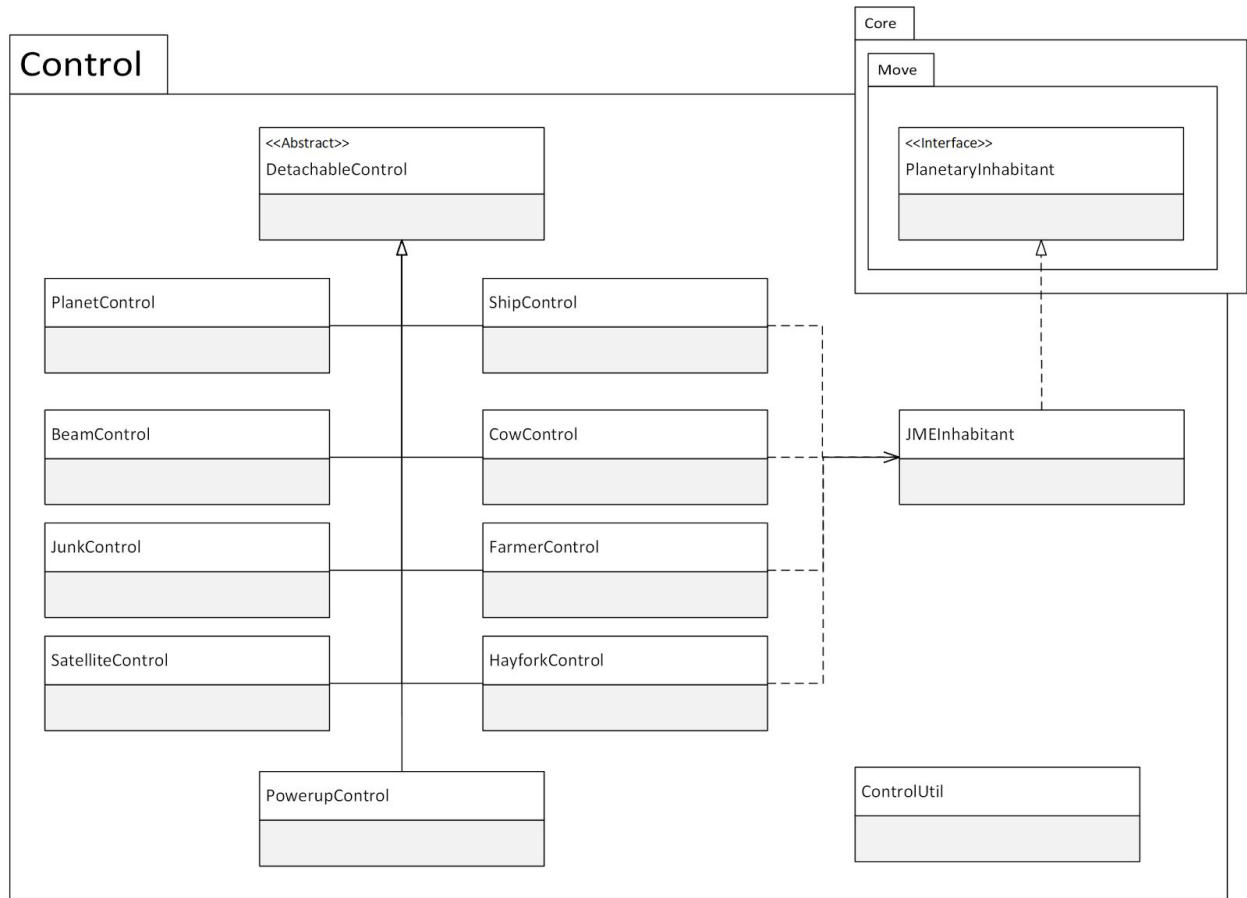 Core
Control
Move
<<Abstract>>
DetachableControl
<<Interface>>
PlanetaryInhabitant
PlanetControl
ShipControl
BeamControl
CowControl
JMEInhabitant
JunkControl
FarmerControl
SatelliteControl
HayforkControl
PowerupControl
ControlUtil